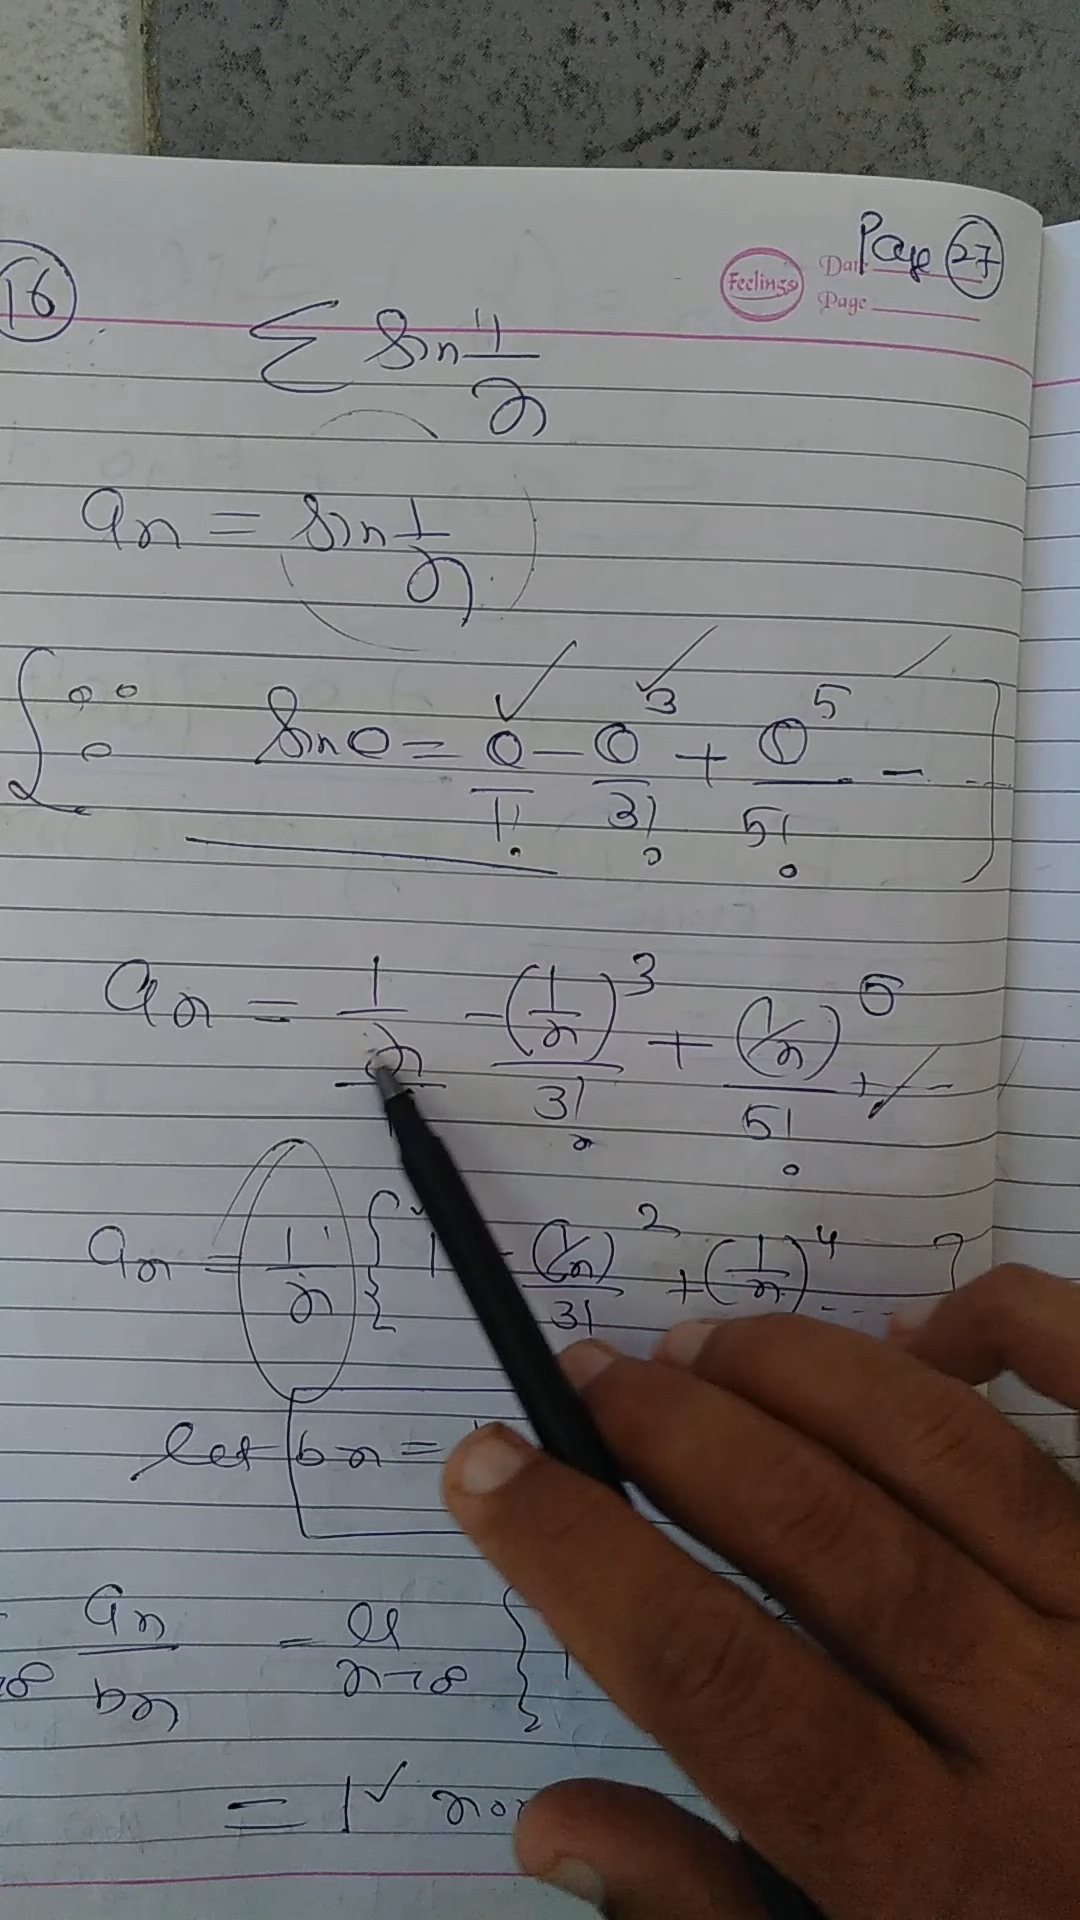 Page 27
Feelings
Date
Page
16
∑ Sin 1/n
an = Sin 1/n
∵ Sinθ = θ/1! - θ³/3! + θ⁵/5! - -
an = 1/n - (1/n)³/3! + (1/n)⁵/5! + -
an = 1/n { 1 - (1/n)²/3! + (1/n)⁴ ----
let bn =
an/bn = lt n→∞ {
= 1 non